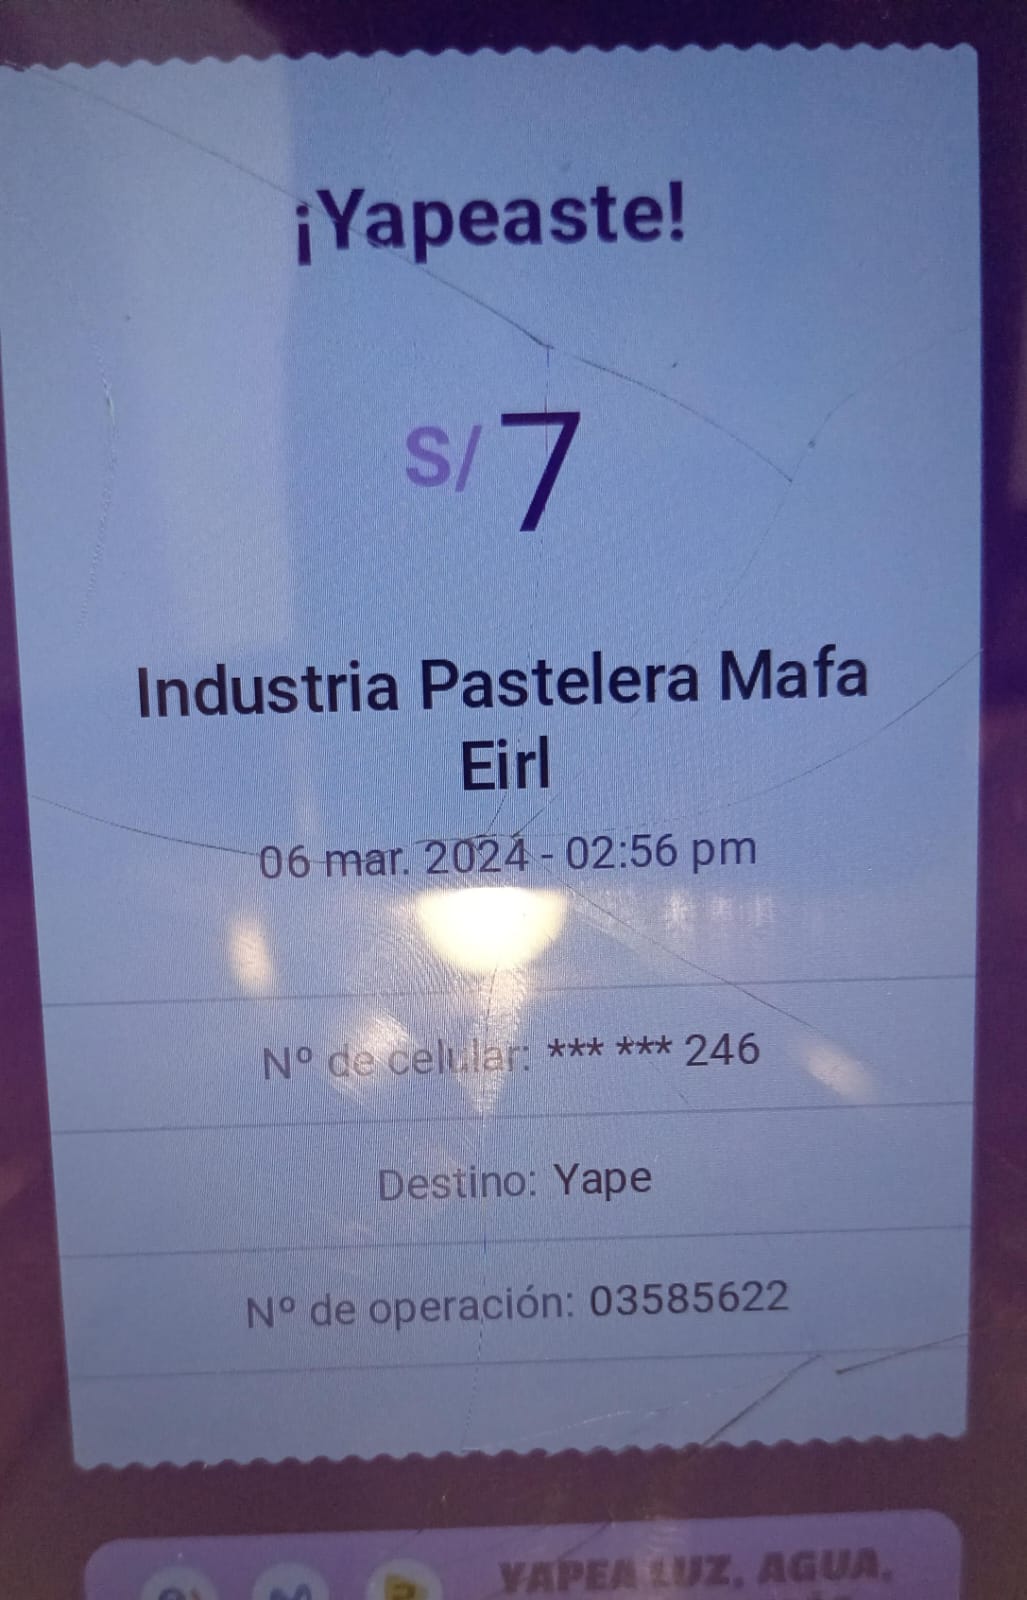 ¡Yapeaste!
S/ 7
Industria Pastelera Mafa
Eirl
06 mar. 2024 - 02:56 pm
Nº de celular: *** *** 246
Destino: Yape
Nº de operación: 03585622
YAPEA LUZ, AGUA,